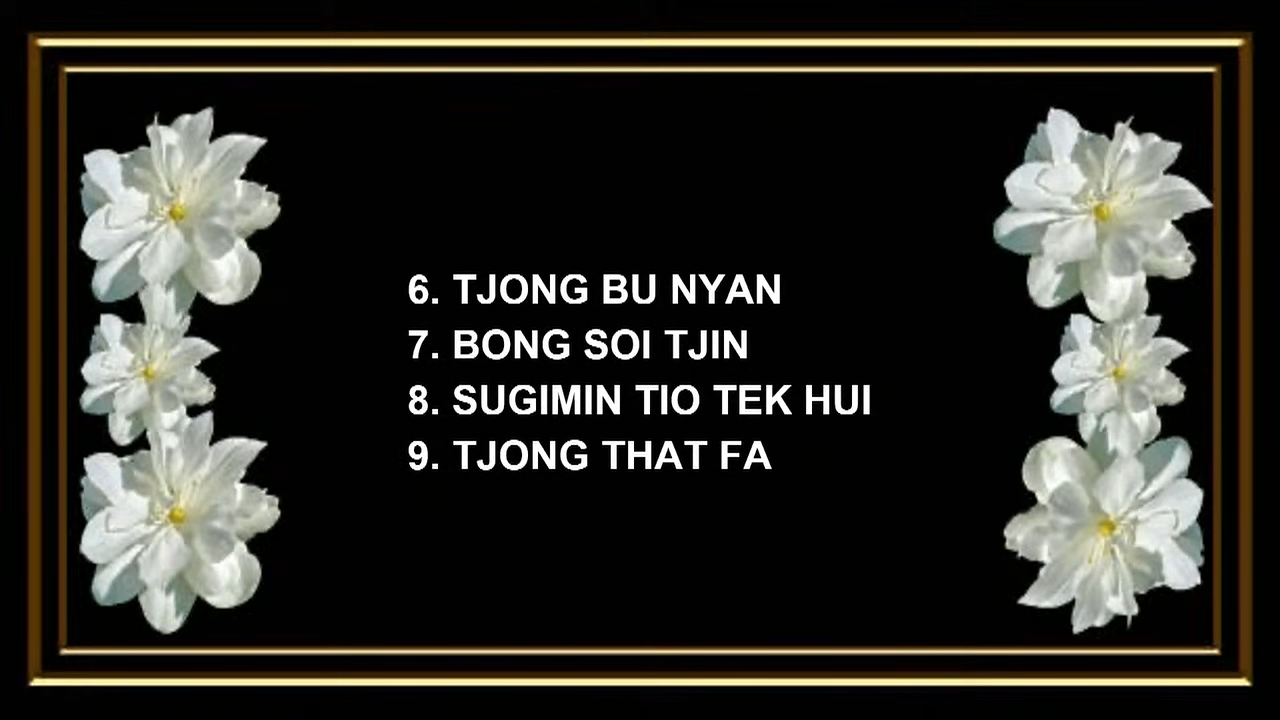 6. TJONG BU NYAN
7. BONG SOI TJIN
8. SUGIMIN TIO TEK HUI
9. TJONG THAT FA